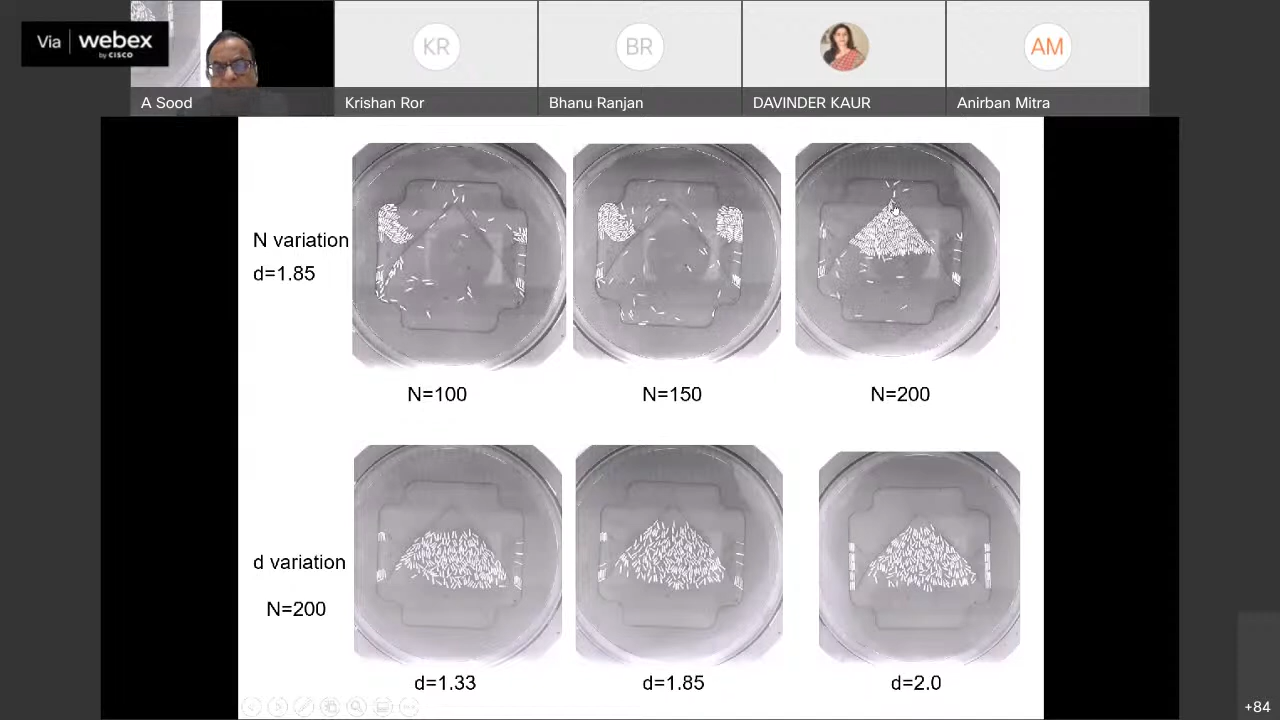 Via webex
by CISCO
KR
BR
AM
A Sood
Krishan Ror
Bhanu Ranjan
DAVINDER KAUR
Anirban Mitra
N variation
d=1.85
N=100
N=150
N=200
d variation
N=200
d=1.33
d=1.85
d=2.0
+84